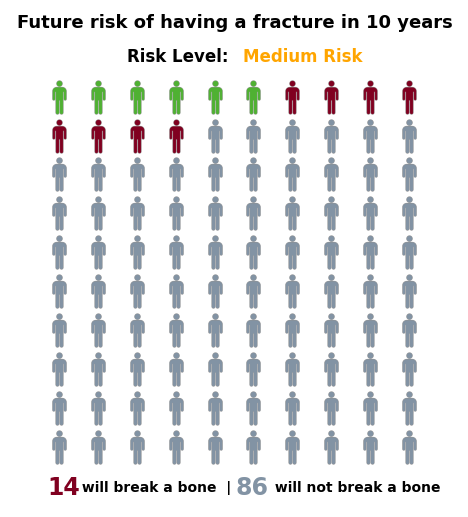 Future risk of having a fracture in 10 years
Risk Level: Medium Risk
14 will break a bone | 86 will not break a bone